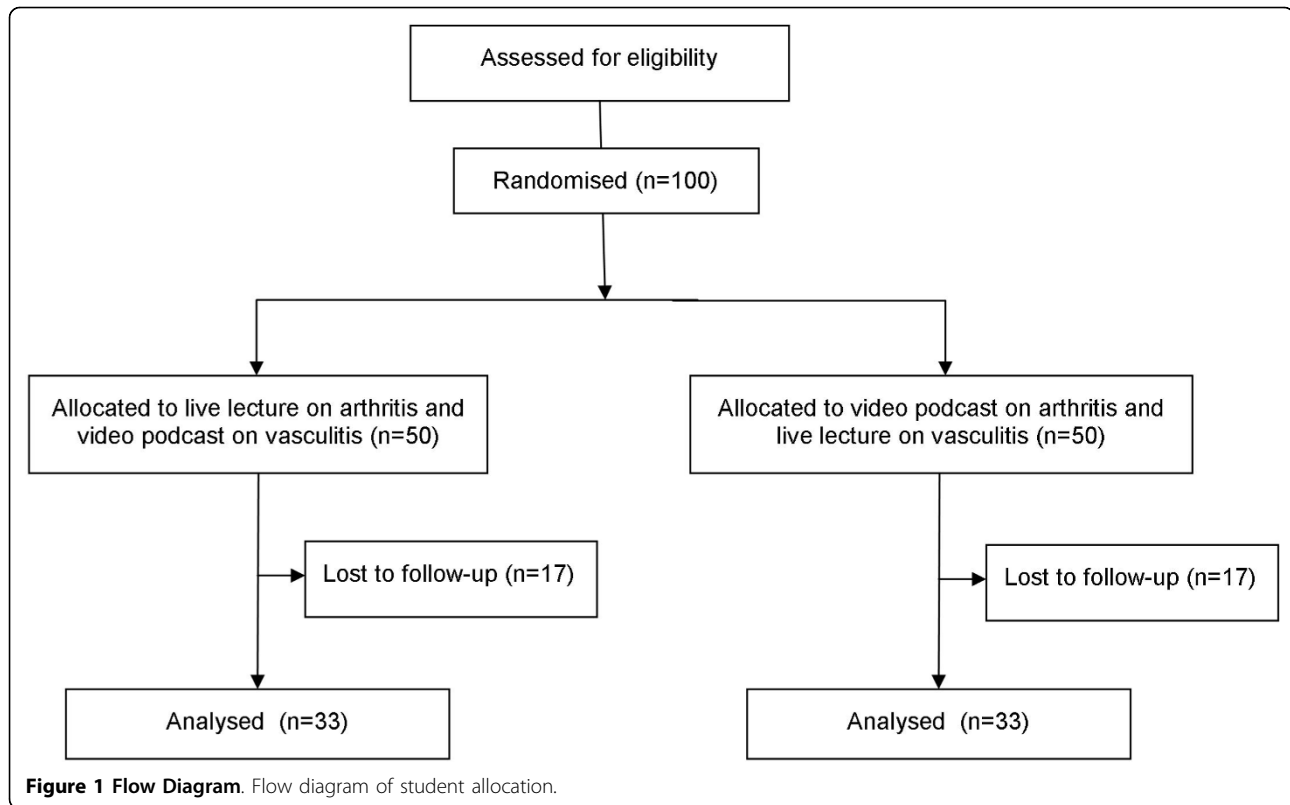 Assessed for eligibility
Randomised (n=100)
Allocated to live lecture on arthritis and
video podcast on vasculitis (n=50)
Allocated to video podcast on arthritis and
live lecture on vasculitis (n=50)
Lost to follow-up (n=17)
Lost to follow-up (n=17)
Analysed (n=33)
Analysed (n=33)
Figure 1 Flow Diagram. Flow diagram of student allocation.